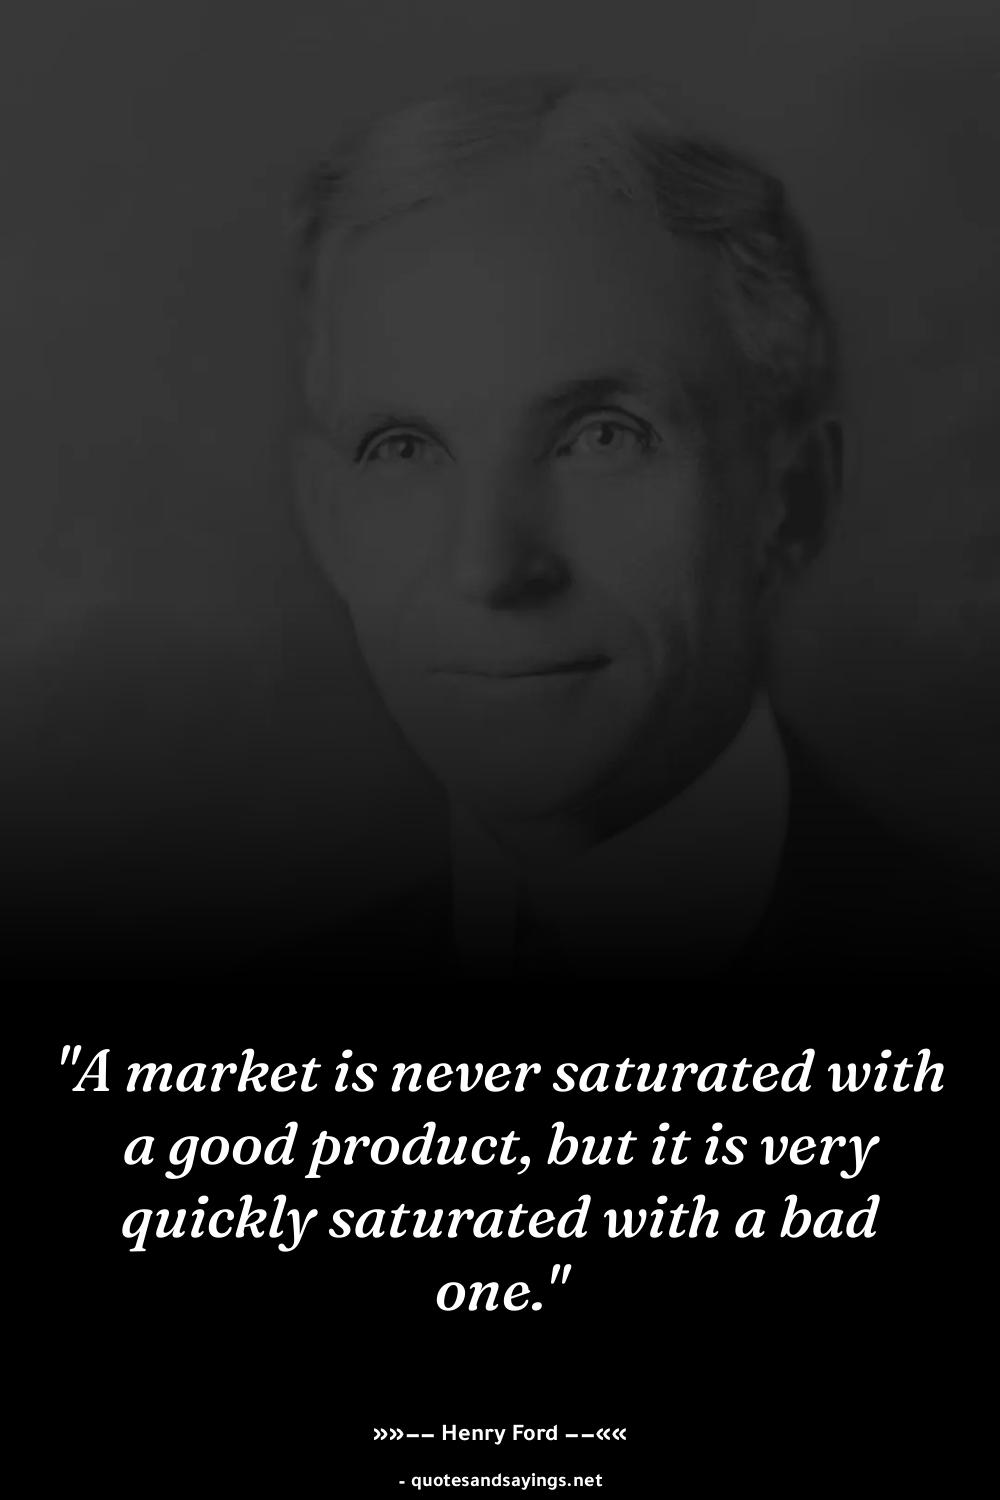 "A market is never saturated with
a good product, but it is very
quickly saturated with a bad
one."
»»–– Henry Ford ––««
- quotesandsayings.net